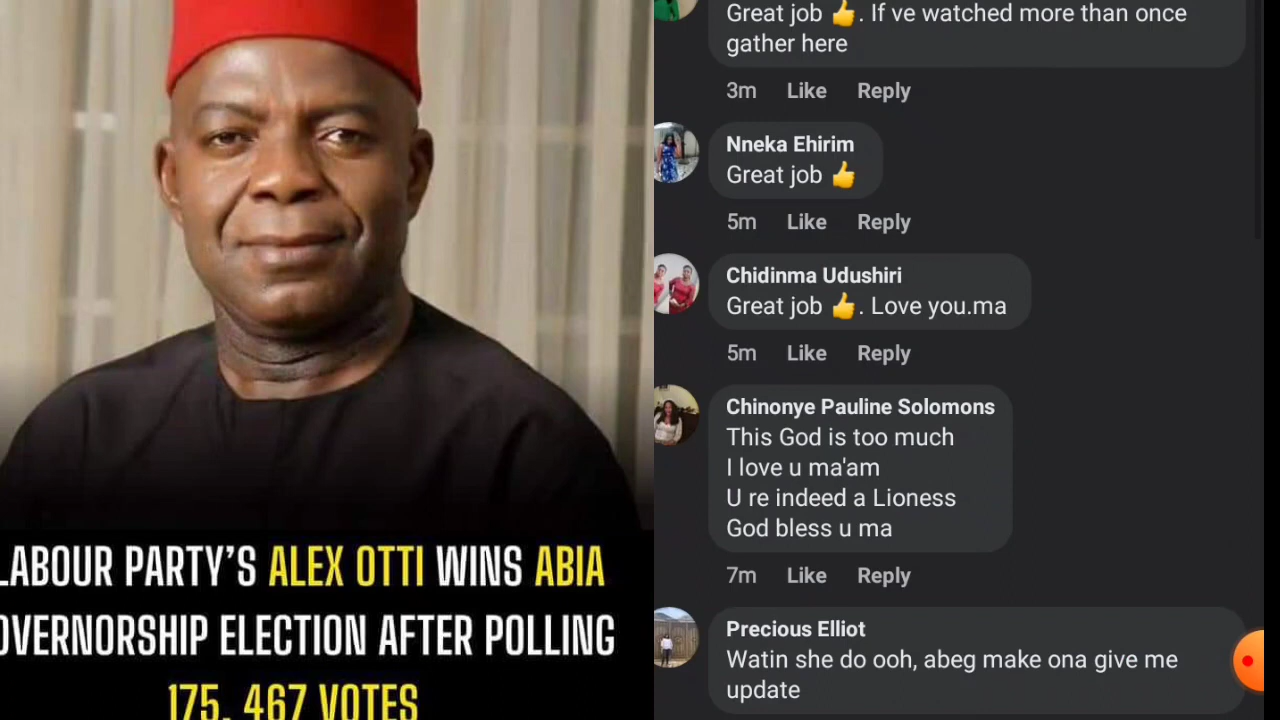 LABOUR PARTY'S ALEX OTTI WINS ABIA
OVERNORSHIP ELECTION AFTER POLLING
175, 467 VOTES
Great job 👍. If ve watched more than once
gather here
3m Like Reply
Nneka Ehirim
Great job 👍
5m Like Reply
Chidinma Udushiri
Great job 👍. Love you.ma
5m Like Reply
Chinonye Pauline Solomons
This God is too much
I love u ma'am
U re indeed a Lioness
God bless u ma
7m Like Reply
Precious Elliot
Watin she do ooh, abeg make ona give me
update